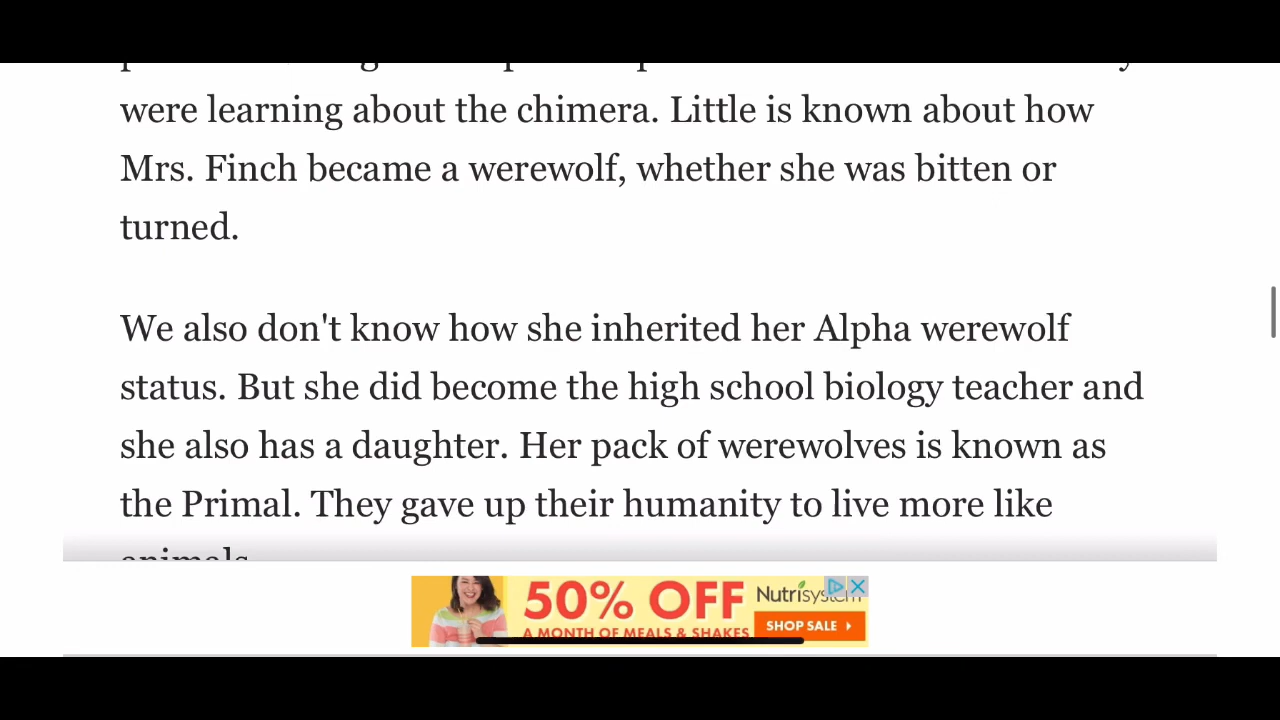 were learning about the chimera. Little is known about how
Mrs. Finch became a werewolf, whether she was bitten or
turned.
We also don't know how she inherited her Alpha werewolf
status. But she did become the high school biology teacher and
she also has a daughter. Her pack of werewolves is known as
the Primal. They gave up their humanity to live more like
animals.
50% OFF
A MONTH OF MEALS & SHAKES
Nutrisystem
SHOP SALE